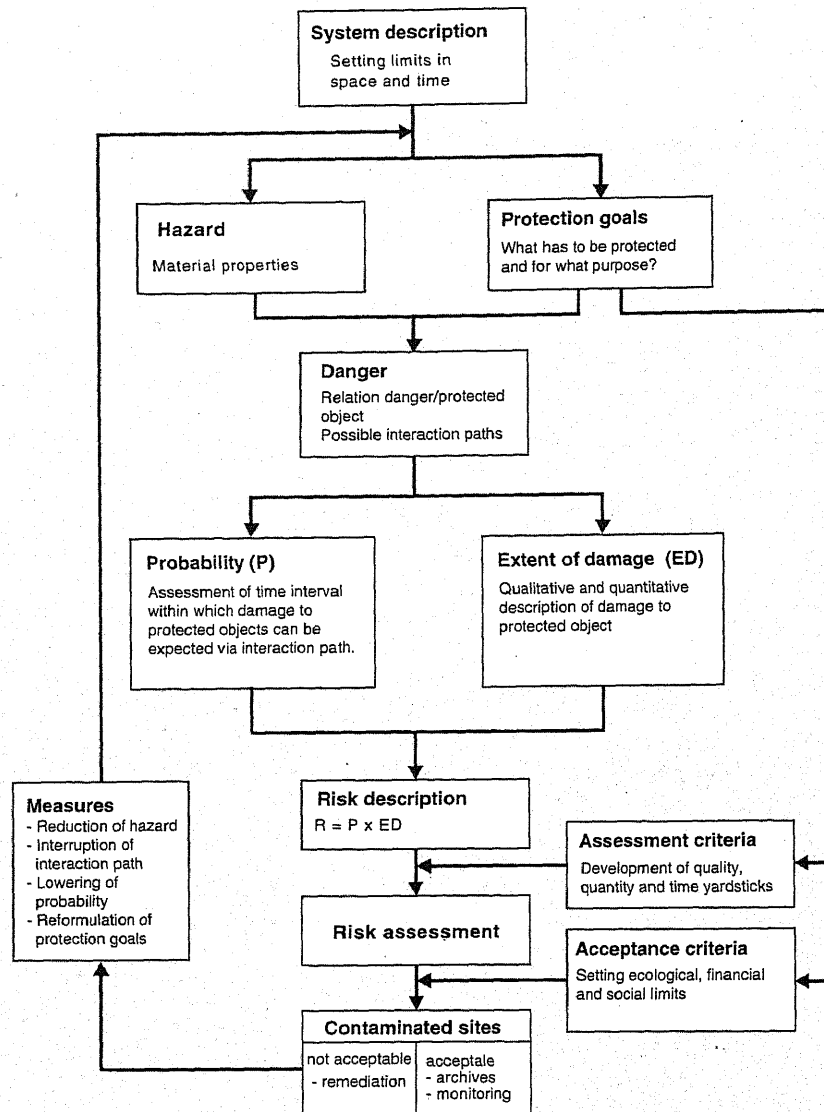 System description
Setting limits in
space and time
Hazard
Material properties
Protection goals
What has to be protected
and for what purpose?
Danger
Relation danger/protected
object
Possible interaction paths
Probability (P)
Assessment of time interval
within which damage to
protected objects can be
expected via interaction path.
Extent of damage (ED)
Qualitative and quantitative
description of damage to
protected object
Measures
- Reduction of hazard
- Interruption of
interaction path
- Lowering of
probability
- Reformulation of
protection goals
Risk description
R = P x ED
Assessment criteria
Development of quality,
quantity and time yardsticks
Risk assessment
Acceptance criteria
Setting ecological, financial
and social limits
Contaminated sites
not acceptable
- remediation
acceptale
- archives
- monitoring